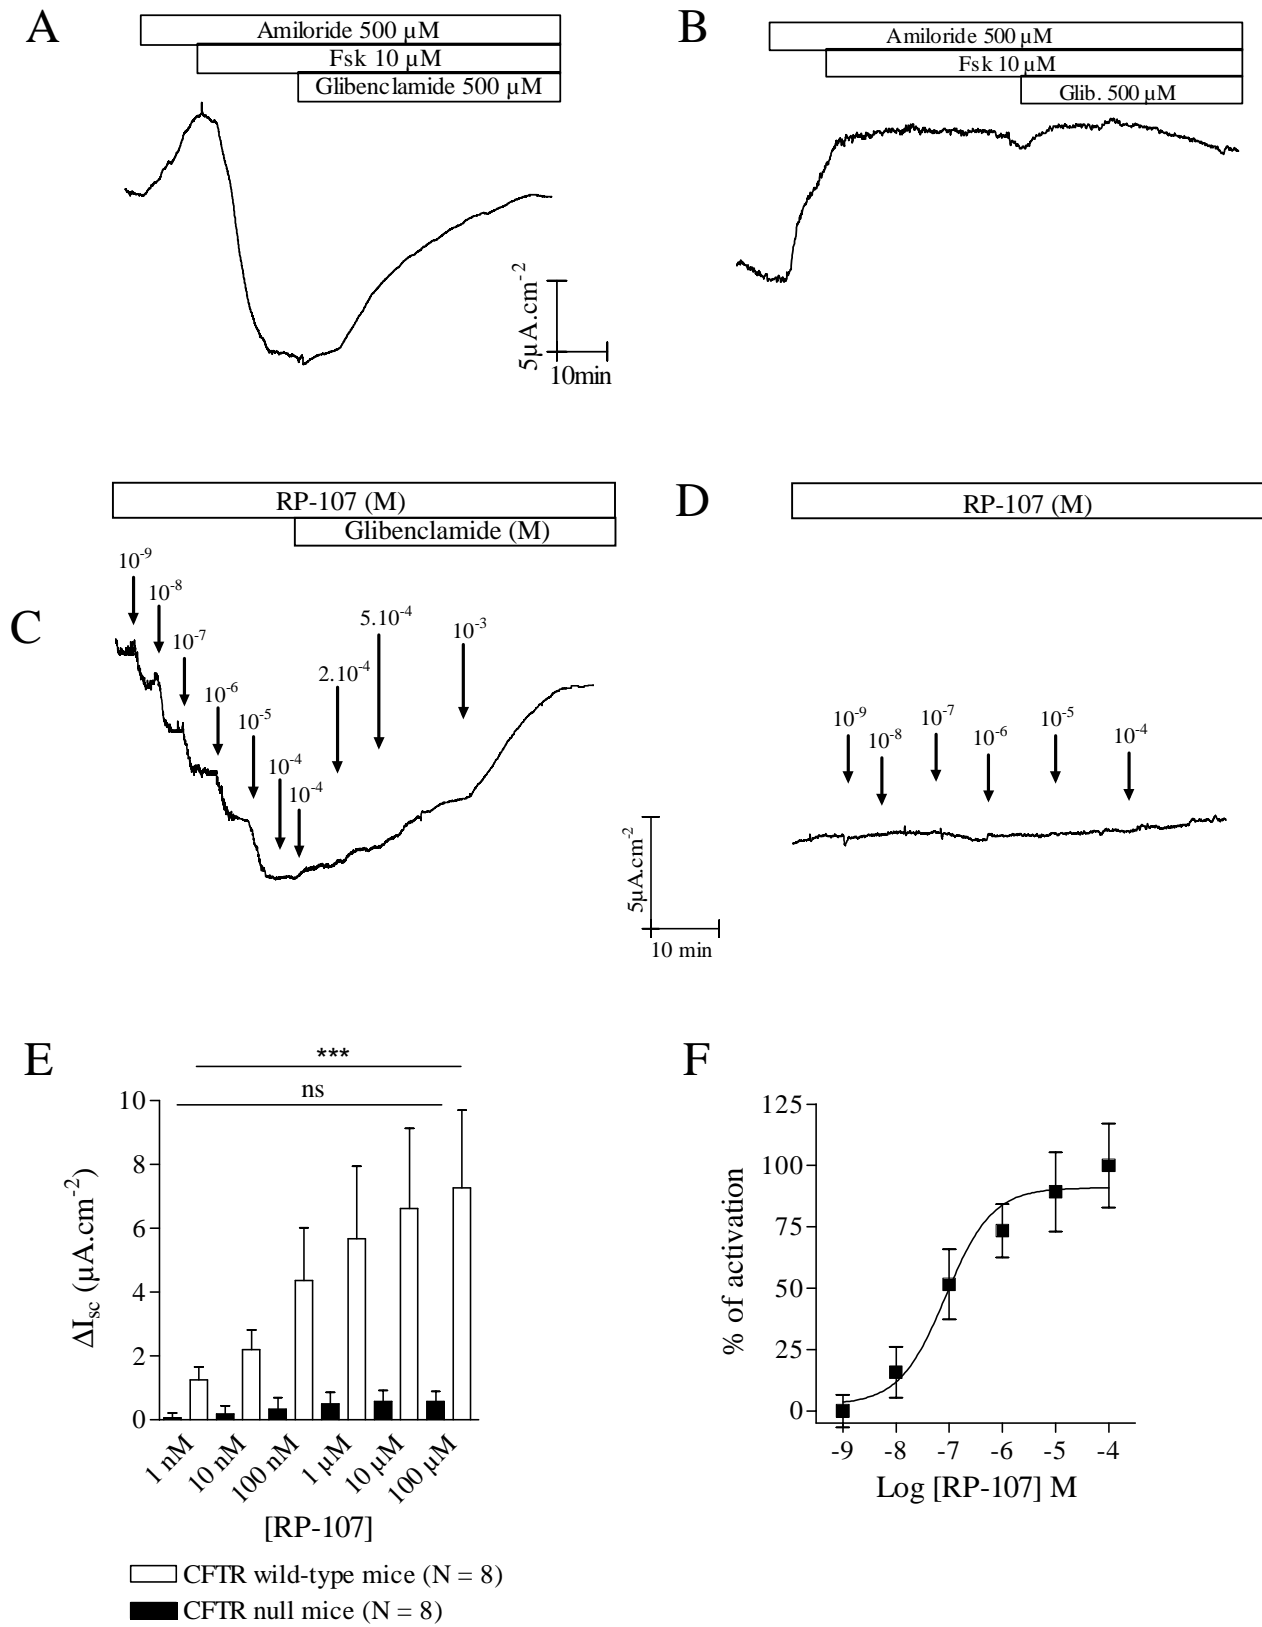 A
Amiloride 500 µM
Fsk 10 µM
Glibenclamide 500 µM
5µA.cm-2
10min
B
Amiloride 500 µM
Fsk 10 µM
Glib. 500 µM
C
RP-107 (M)
Glibenclamide (M)
10-9
10-8
10-7
10-6
10-5
10-4
10-4
2.10-4
5.10-4
10-3
5µA.cm-2
10 min
D
RP-107 (M)
10-9
10-8
10-7
10-6
10-5
10-4
E
***
ns
10
8
6
4
2
0
ΔIsc (µA.cm-2)
1 nM
10 nM
100 nM
1 µM
10 µM
100 µM
[RP-107]
CFTR wild-type mice (N = 8)
CFTR null mice (N = 8)
F
125
100
75
50
25
0
% of activation
-9 -8 -7 -6 -5 -4
Log [RP-107] M